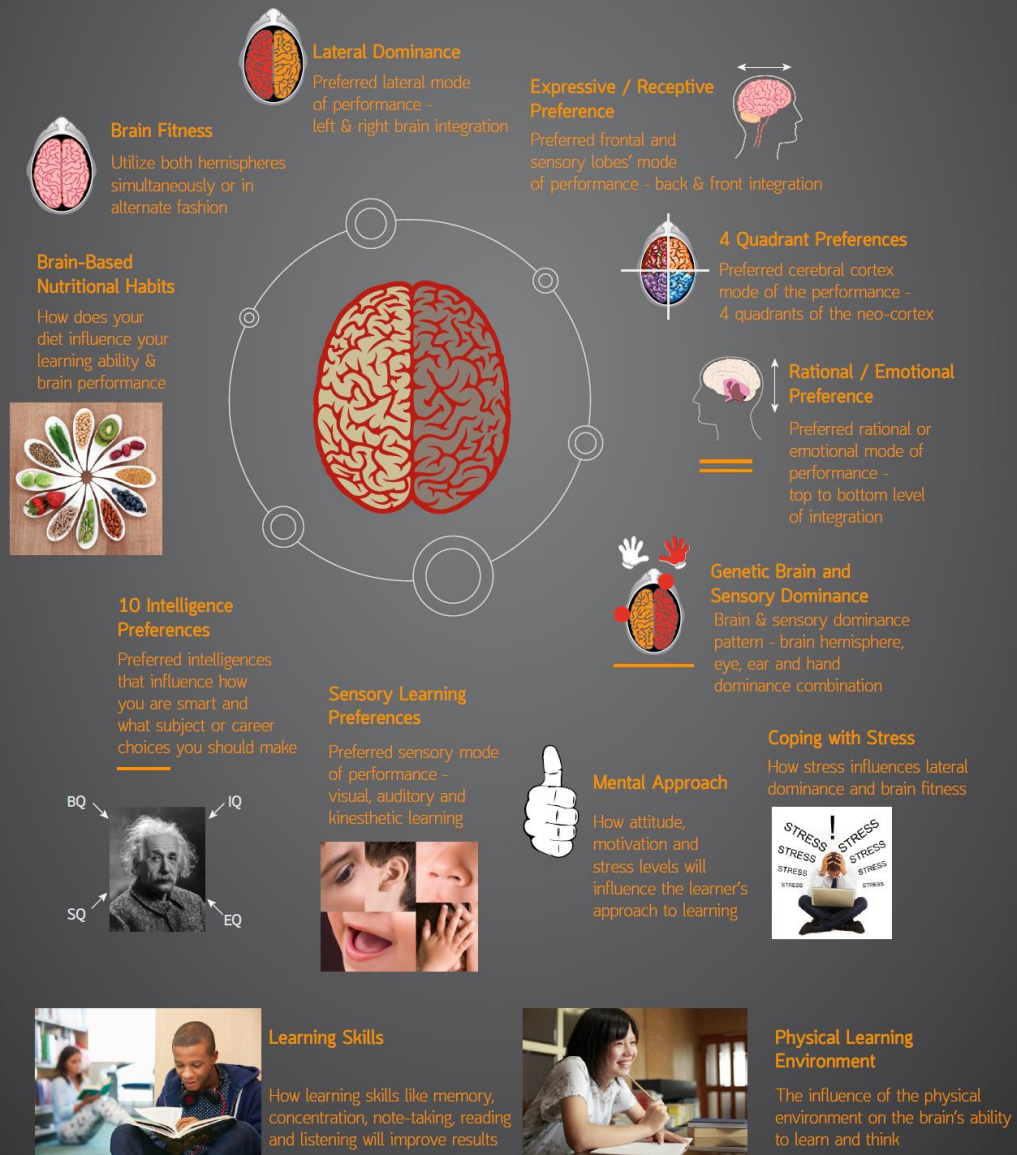 Lateral Dominance
Preferred lateral mode
of performance -
left & right brain integration
Expressive / Receptive
Preference
Preferred frontal and
sensory lobes' mode
of performance - back & front integration
Brain Fitness
Utilize both hemispheres
simultaneously or in
alternate fashion
4 Quadrant Preferences
Preferred cerebral cortex
mode of the performance -
4 quadrants of the neo-cortex
Brain-Based
Nutritional Habits
How does your
diet influence your
learning ability &
brain performance
Rational / Emotional
Preference
Preferred rational or
emotional mode of
performance -
top to bottom level
of integration
Genetic Brain and
Sensory Dominance
Brain & sensory dominance
pattern - brain hemisphere,
eye, ear and hand
dominance combination
10 Intelligence
Preferences
Preferred intelligences
that influence how
you are smart and
what subject or career
choices you should make
BQ
IQ
SQ
EQ
Sensory Learning
Preferences
Preferred sensory mode
of performance -
visual, auditory and
kinesthetic learning
Mental Approach
How attitude,
motivation and
stress levels will
influence the learner's
approach to learning
Coping with Stress
How stress influences lateral
dominance and brain fitness
!
STRESS
STRESS
STRESS
STRESS
STRESS
STRESS
STRESS
STRESS
Learning Skills
How learning skills like memory,
concentration, note-taking, reading
and listening will improve results
Physical Learning
Environment
The influence of the physical
environment on the brain's ability
to learn and think